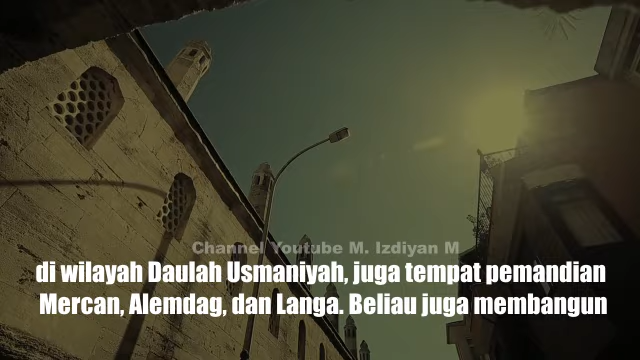 Channel Youtube M. Izdiyan M
di wilayah Daulah Usmaniyah, juga tempat pemandian
Mercan, Alemdag, dan Langa. Beliau juga membangun